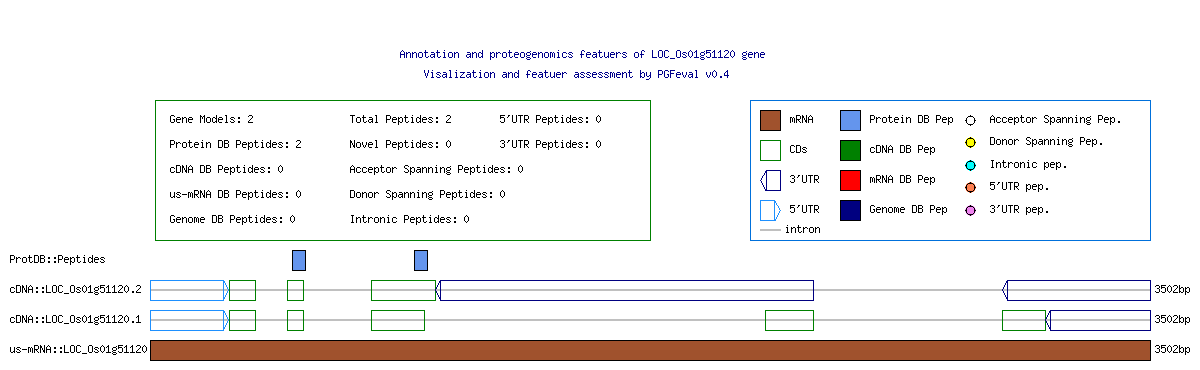 Annotation and proteogenomics featuers of LOC_Os01g51120 gene
Visalization and featuer assessment by PGFeval v0.4
Gene Models: 2 Total Peptides: 2 5'UTR Peptides: 0
Protein DB Peptides: 2 Novel Peptides: 0 3'UTR Peptides: 0
cDNA DB Peptides: 0 Acceptor Spanning Peptides: 0
us-mRNA DB Peptides: 0 Donor Spanning Peptides: 0
Genome DB Peptides: 0 Intronic Peptides: 0
mRNA Protein DB Pep Acceptor Spanning Pep.
CDs cDNA DB Pep Donor Spanning Pep.
3'UTR mRNA DB Pep Intronic pep.
5'UTR Genome DB Pep 5'UTR pep.
intron 3'UTR pep.
ProtDB::Peptides
cDNA::LOC_Os01g51120.2 3502bp
cDNA::LOC_Os01g51120.1 3502bp
us-mRNA::LOC_Os01g51120 3502bp